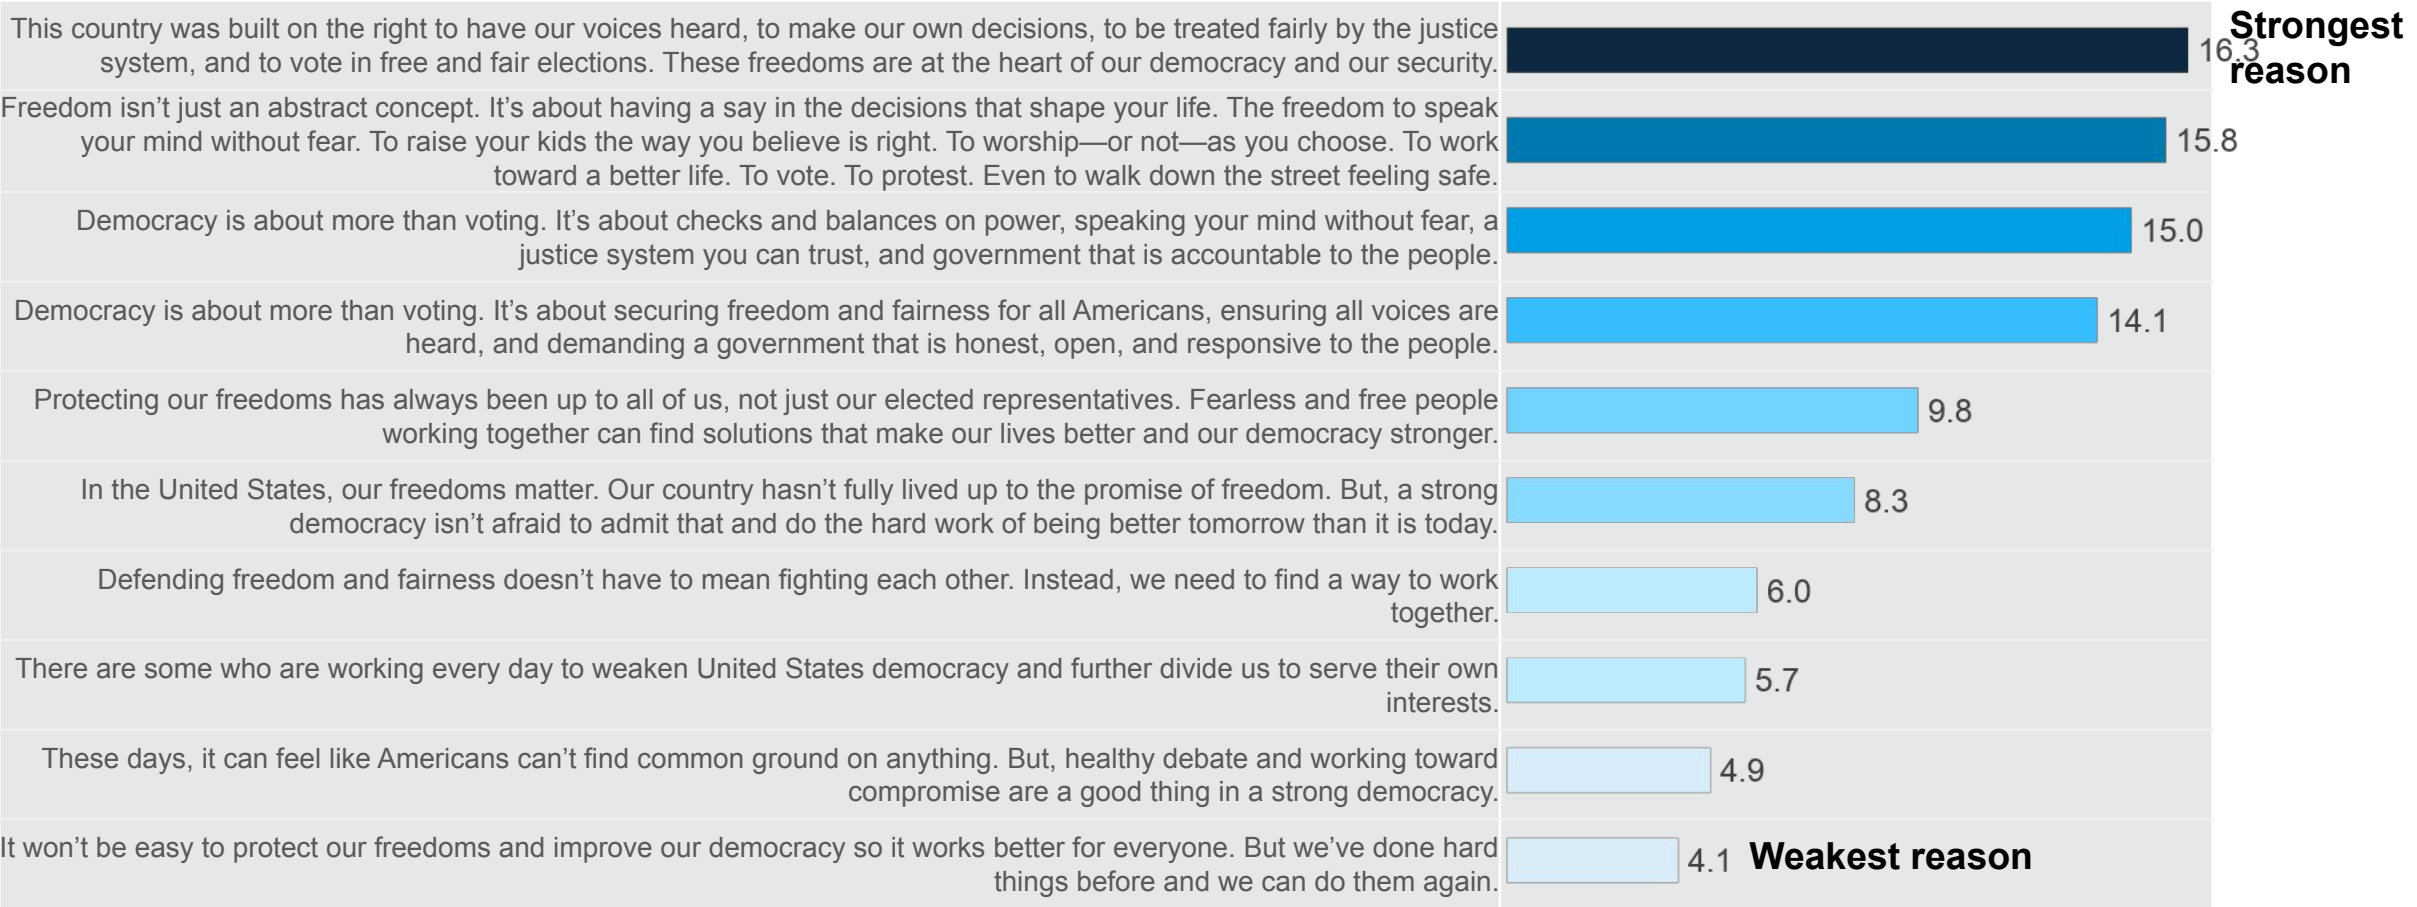 This country was built on the right to have our voices heard, to make our own decisions, to be treated fairly by the justice
system, and to vote in free and fair elections. These freedoms are at the heart of our democracy and our security.
16.3
Strongest
reason
Freedom isn’t just an abstract concept. It’s about having a say in the decisions that shape your life. The freedom to speak
your mind without fear. To raise your kids the way you believe is right. To worship—or not—as you choose. To work
toward a better life. To vote. To protest. Even to walk down the street feeling safe.
15.8
Democracy is about more than voting. It’s about checks and balances on power, speaking your mind without fear, a
justice system you can trust, and government that is accountable to the people.
15.0
Democracy is about more than voting. It’s about securing freedom and fairness for all Americans, ensuring all voices are
heard, and demanding a government that is honest, open, and responsive to the people.
14.1
Protecting our freedoms has always been up to all of us, not just our elected representatives. Fearless and free people
working together can find solutions that make our lives better and our democracy stronger.
9.8
In the United States, our freedoms matter. Our country hasn’t fully lived up to the promise of freedom. But, a strong
democracy isn’t afraid to admit that and do the hard work of being better tomorrow than it is today.
8.3
Defending freedom and fairness doesn’t have to mean fighting each other. Instead, we need to find a way to work
together.
6.0
There are some who are working every day to weaken United States democracy and further divide us to serve their own
interests.
5.7
These days, it can feel like Americans can’t find common ground on anything. But, healthy debate and working toward
compromise are a good thing in a strong democracy.
4.9
It won’t be easy to protect our freedoms and improve our democracy so it works better for everyone. But we’ve done hard
things before and we can do them again.
4.1
Weakest reason